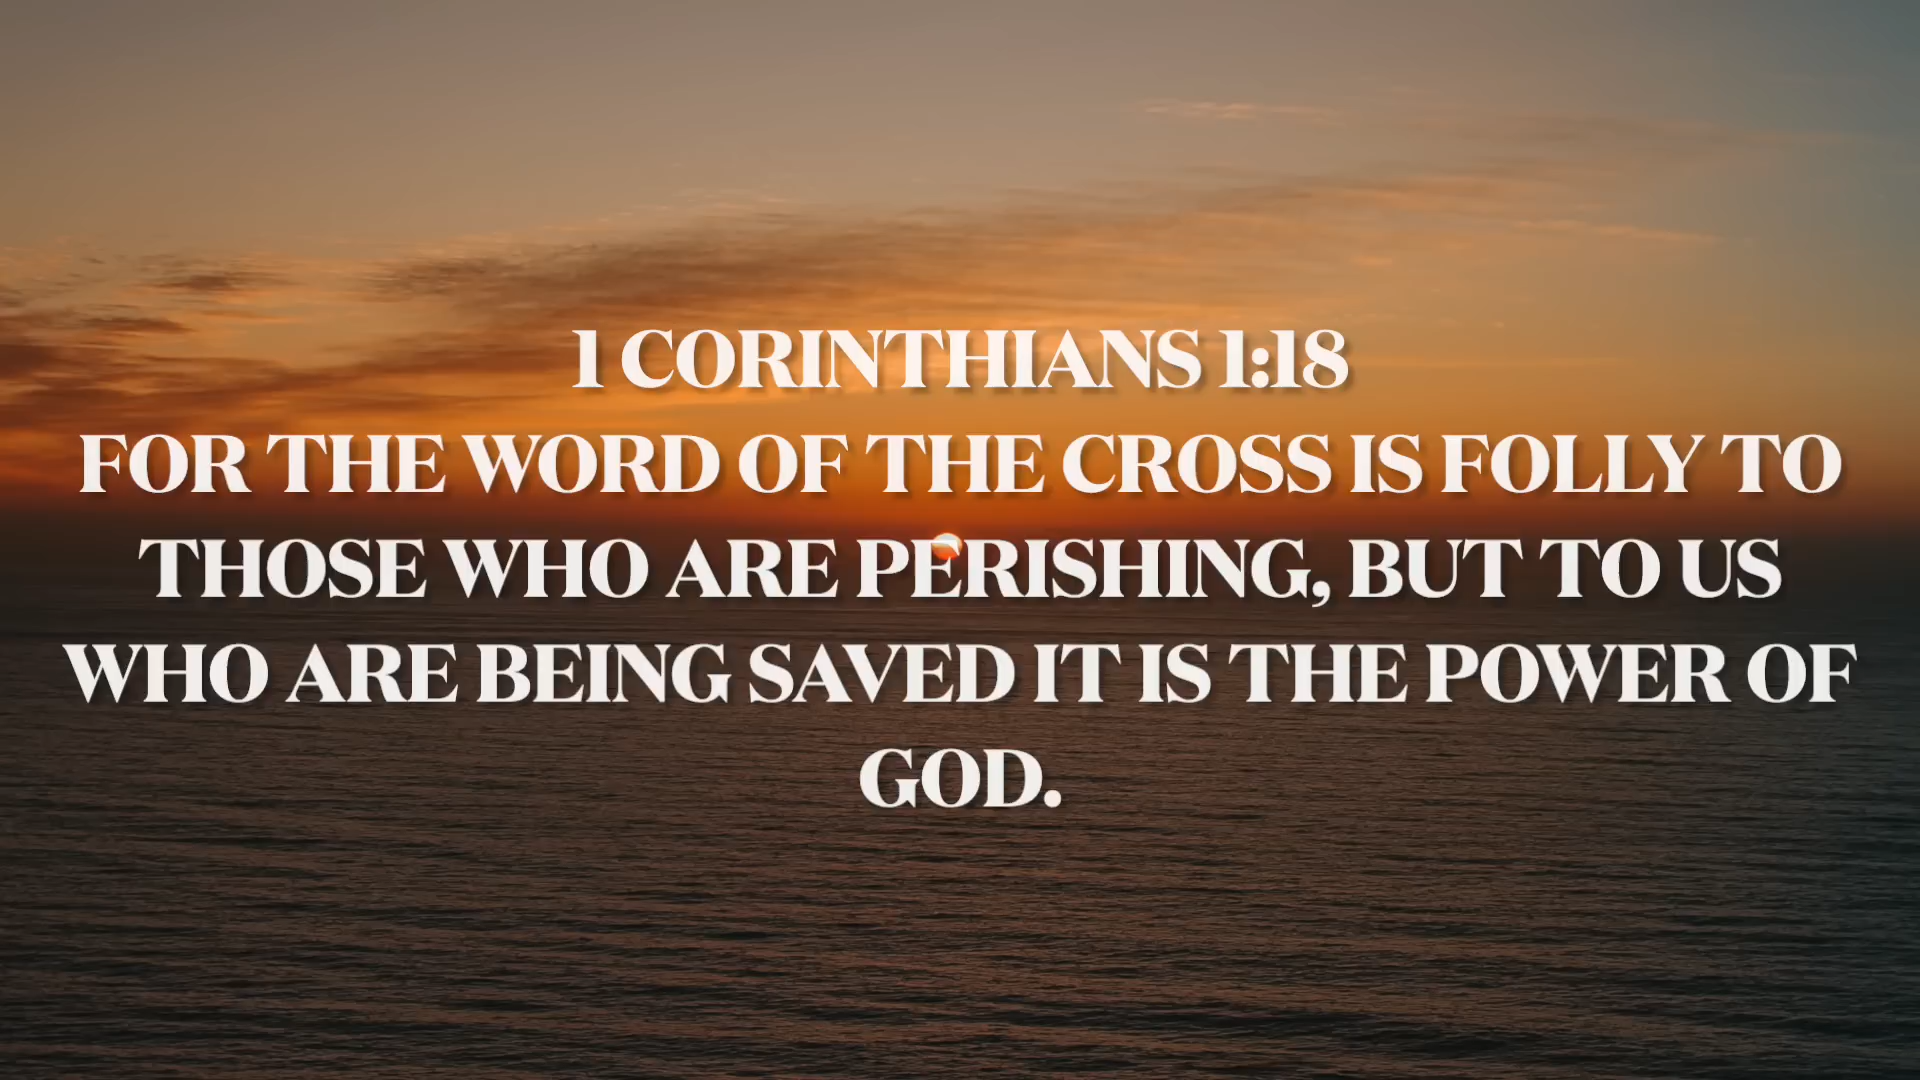 1 CORINTHIANS 1:18
FOR THE WORD OF THE CROSS IS FOLLY TO
THOSE WHO ARE PERISHING, BUT TO US
WHO ARE BEING SAVED IT IS THE POWER OF
GOD.